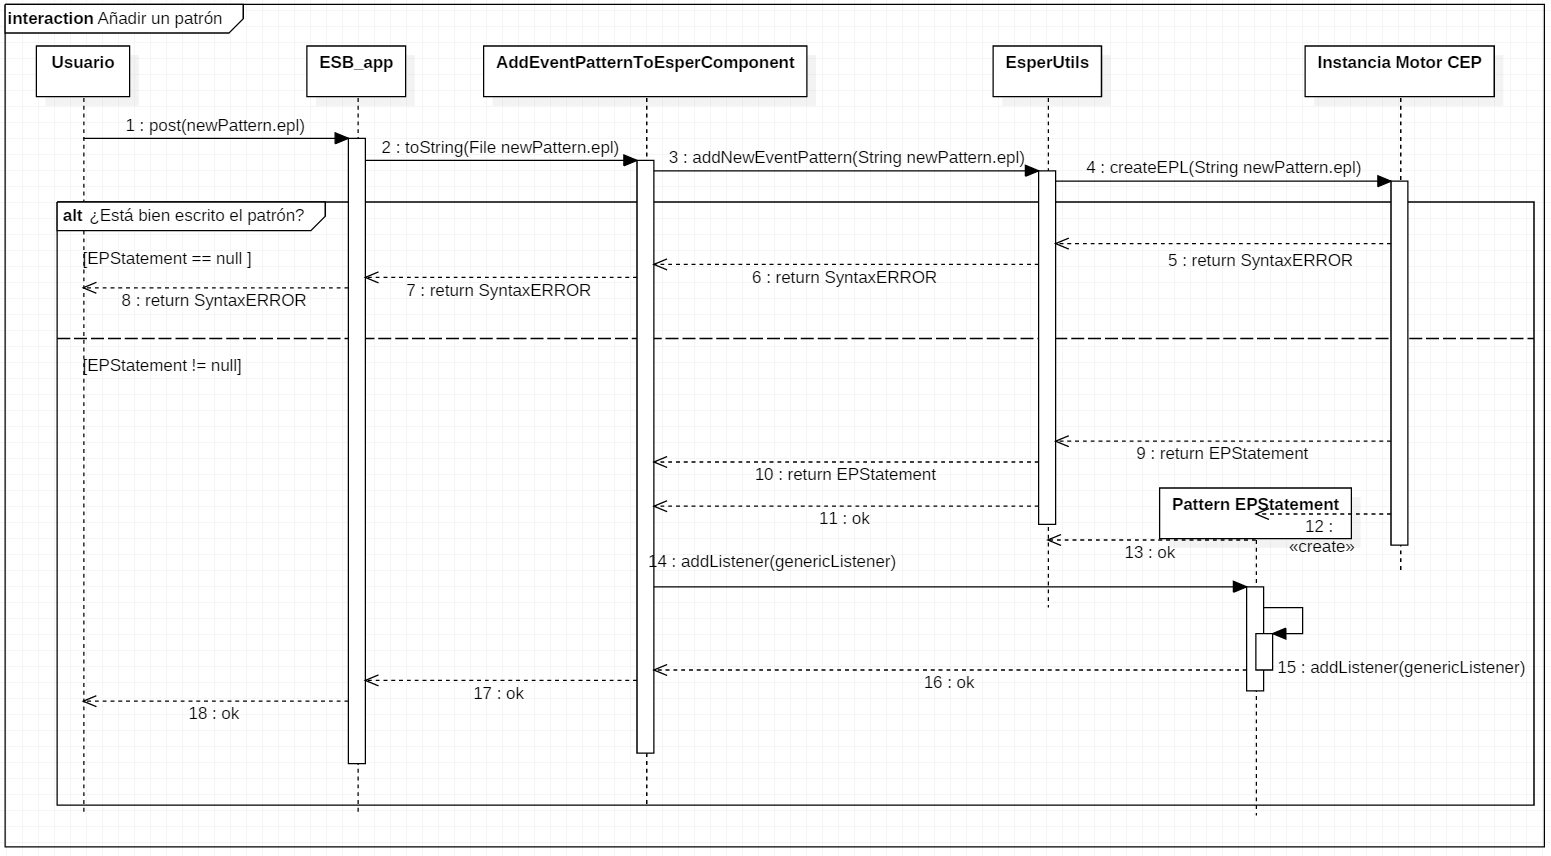 interaction Añadir un patrón
Usuario
ESB_app
AddEventPatternToEsperComponent
EsperUtils
Instancia Motor CEP
1 : post(newPattern.epl)
2 : toString(File newPattern.epl)
3 : addNewEventPattern(String newPattern.epl)
4 : createEPL(String newPattern.epl)
alt ¿Está bien escrito el patrón?
[EPStatement == null ]
5 : return SyntaxERROR
6 : return SyntaxERROR
7 : return SyntaxERROR
8 : return SyntaxERROR
[EPStatement != null]
9 : return EPStatement
10 : return EPStatement
Pattern EPStatement
11 : ok
12 :
«create»
13 : ok
14 : addListener(genericListener)
15 : addListener(genericListener)
16 : ok
17 : ok
18 : ok